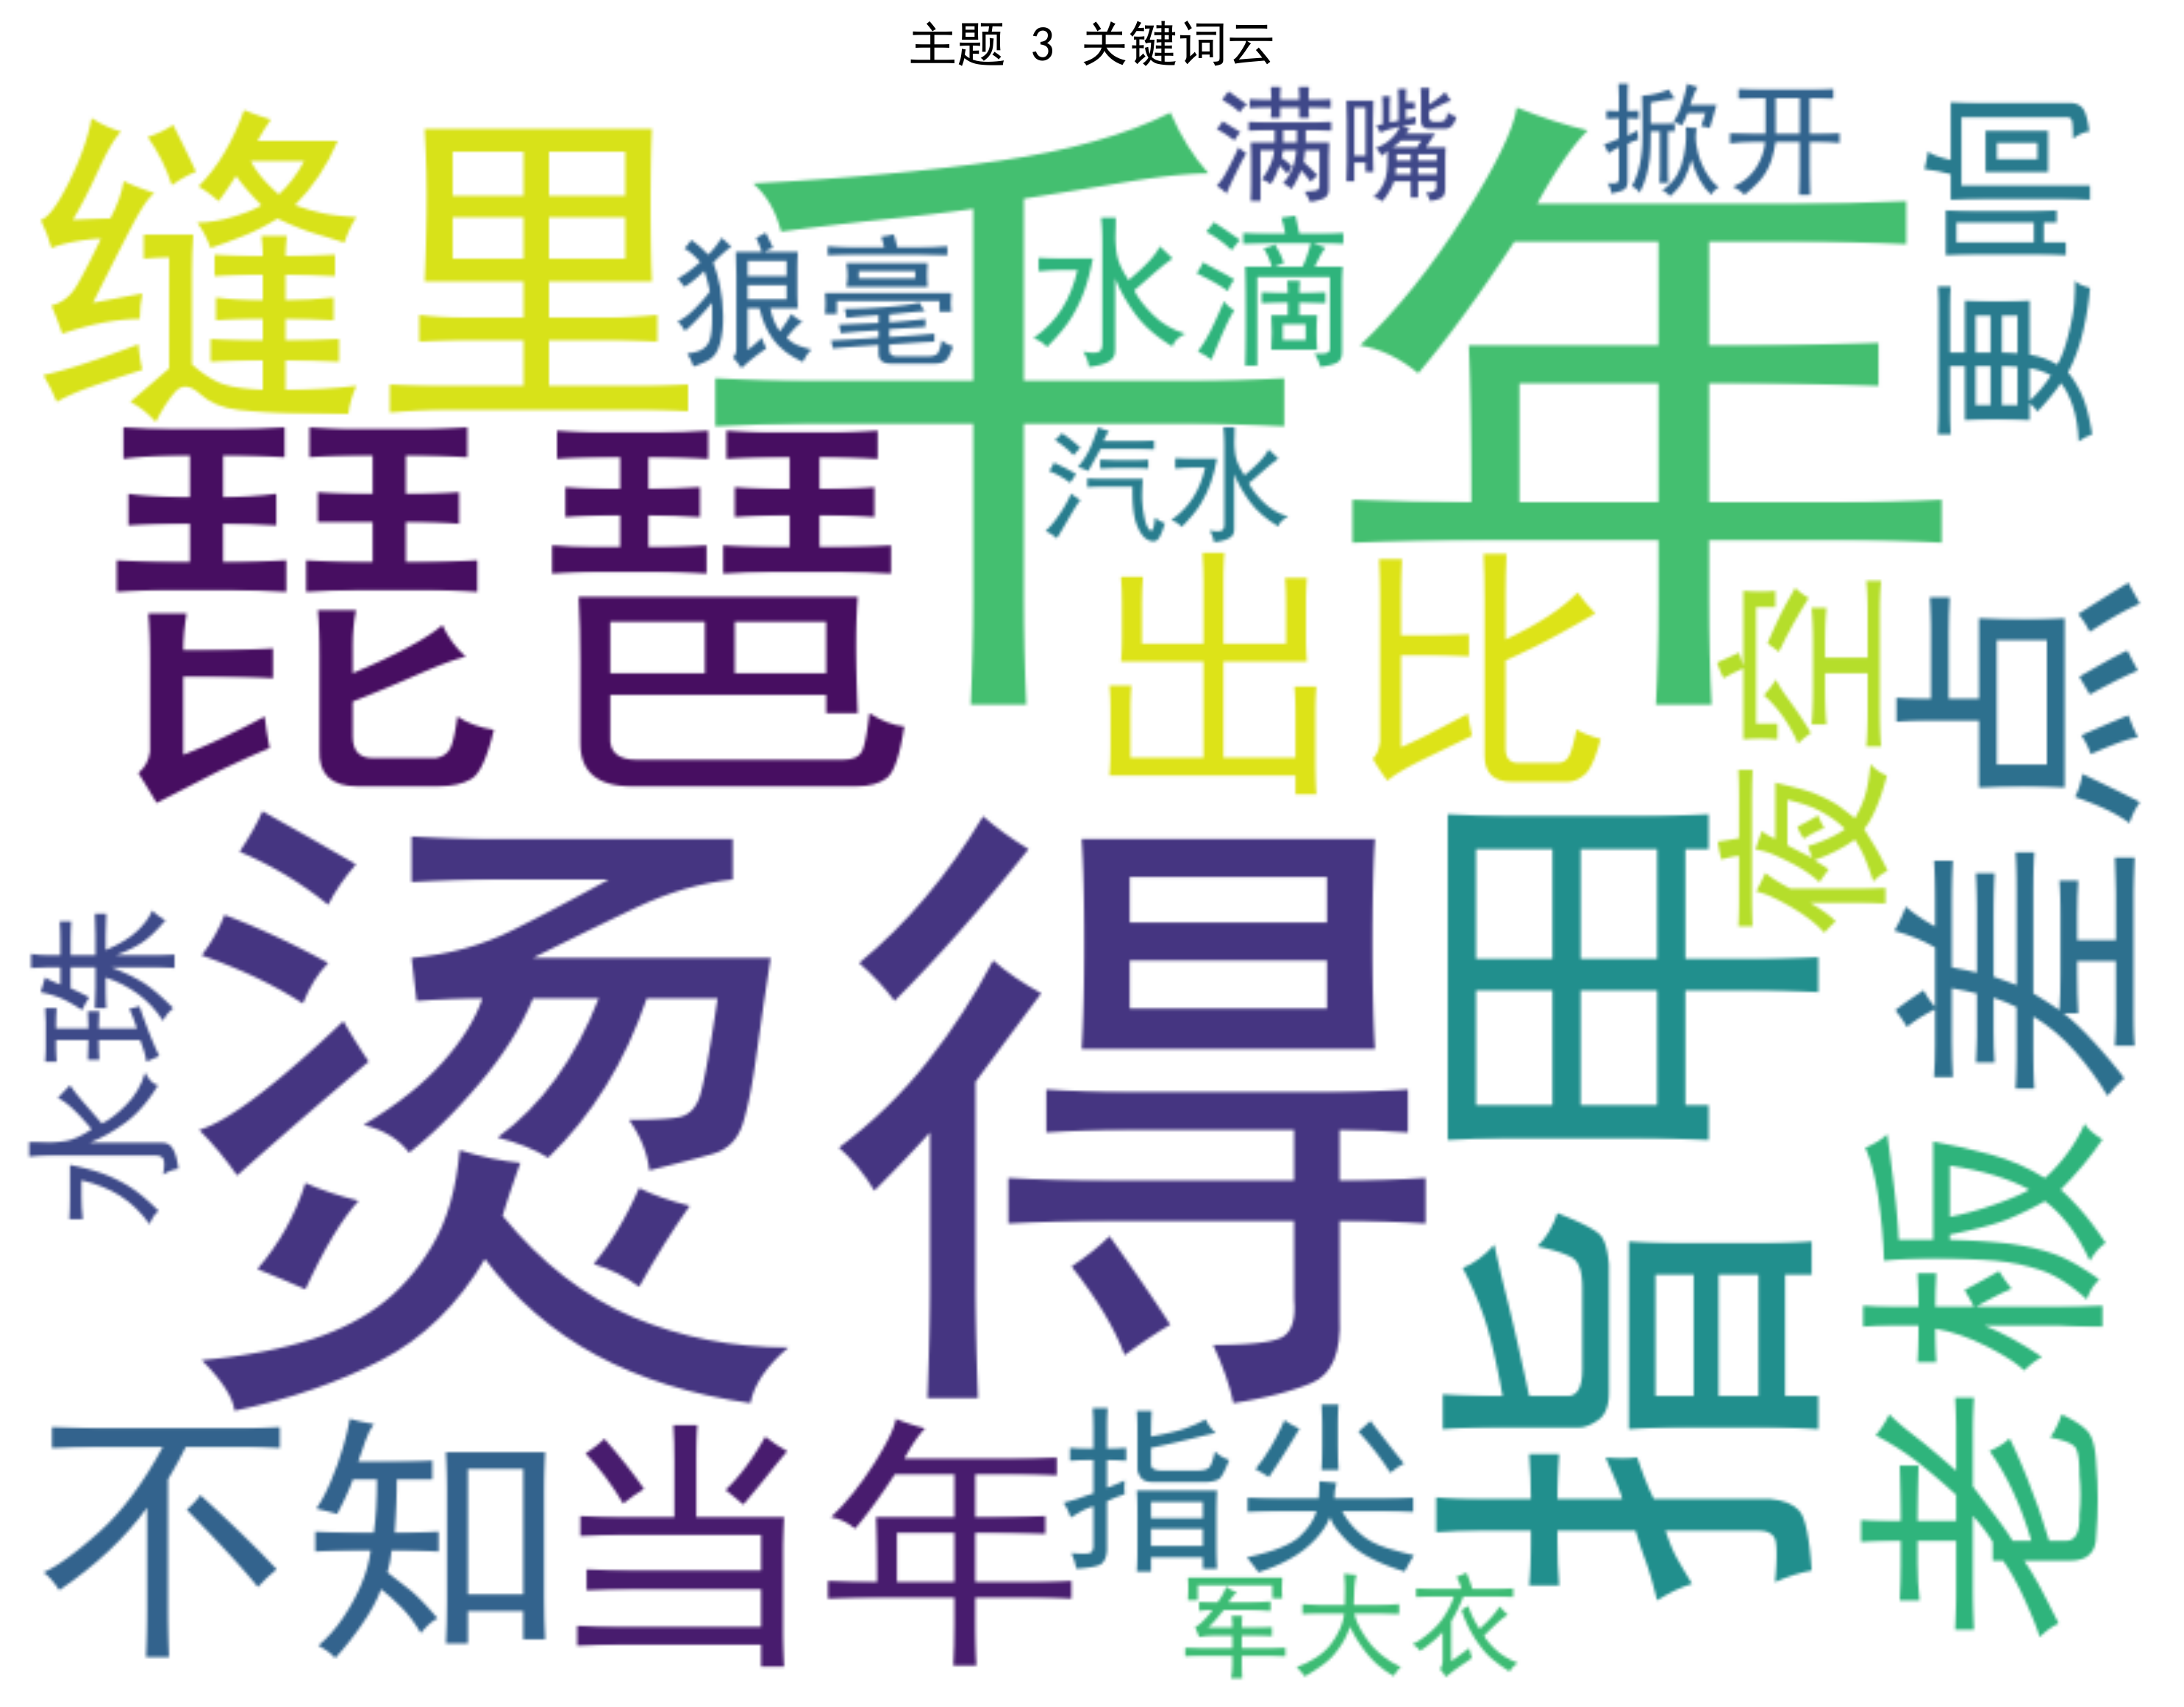 主题 3 关键词云
缝里
千年
满嘴
掀开
狼毫
水滴
更高
汽水
琵琶
出比
夜空
差点
烫得
指甲
水珠
老板
不知
当年
指尖
军大衣